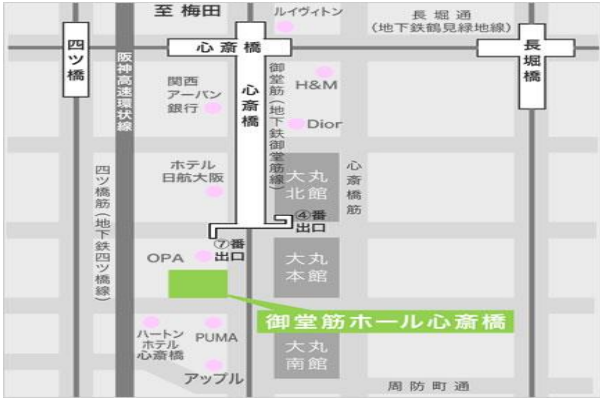 至 梅田
ルイヴィトン
長 堀 通
(地下鉄鶴見緑地線)
四ツ橋
心斎橋
長堀橋
阪神高速環状線
関西
アーバン
銀行
心斎橋
御堂筋(地下鉄御堂筋線)
H&M
Dior
ホテル
日航大阪
大丸
北館
心斎橋筋
四ツ橋筋(地下鉄四ツ橋線)
④番
出口
⑦番
出口
OPA
大丸
本館
御堂筋ホール心斎橋
ハートン
ホテル
心斎橋
PUMA
大丸
南館
アップル
周防町通